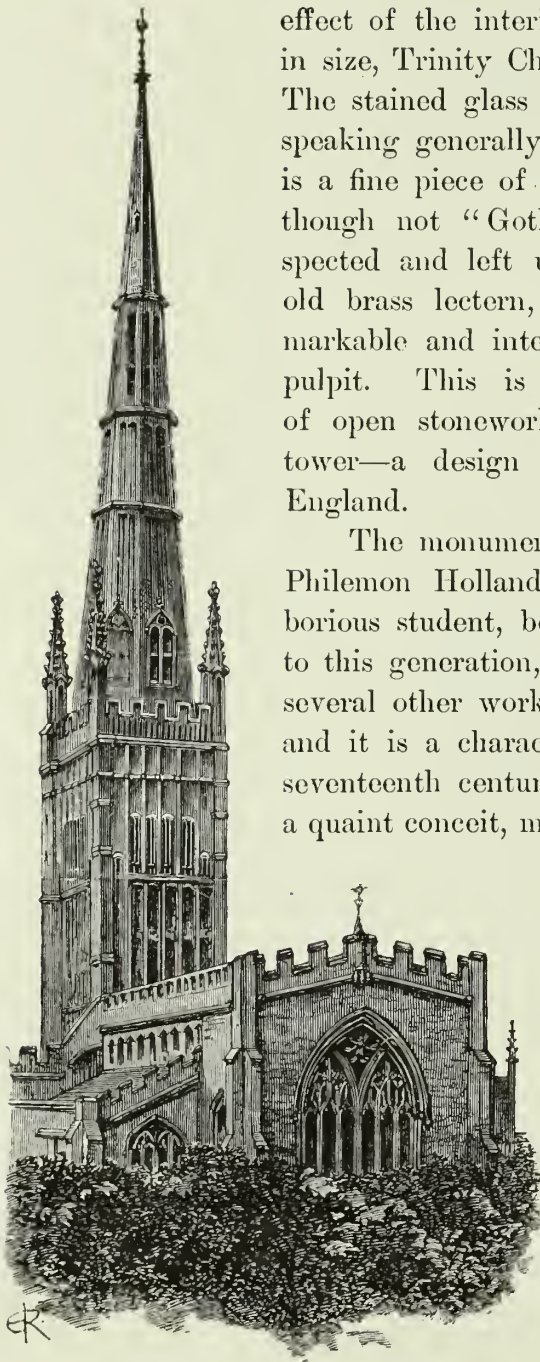 effect of the inter
in size, Trinity Ch
The stained glass
speaking generally
is a fine piece of
though not “Got
spected and left u
old brass lectern,
markable and inte
pulpit. This is
of open stonework
tower—a design
England.
The monumen
Philemon Holland
borious student, be
to this generation,
several other work
and it is a charac
seventeenth centur
a quaint conceit, m
ER.